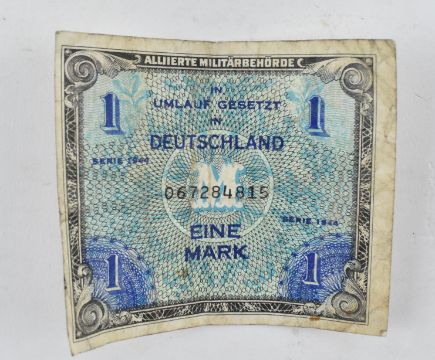 ALLIIERTE MILITÄRBEHÖRDE
1 IN 1
UMLAUF GESETZT
IN
DEUTSCHLAND
SERIE 1944
M
067284815
SERIE 1944
EINE
MARK
1 1